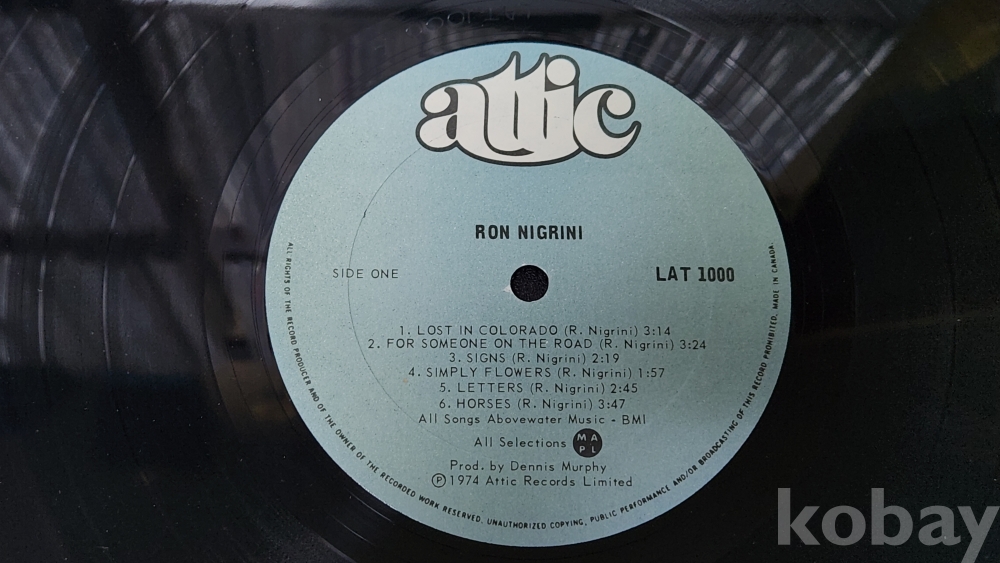 attic
RON NIGRINI
SIDE ONE
LAT 1000
1. LOST IN COLORADO (R. Nigrini) 3:14
2. FOR SOMEONE ON THE ROAD (R. Nigrini) 3:24
3. SIGNS (R. Nigrini) 2:19
4. SIMPLY FLOWERS (R. Nigrini) 1:57
5. LETTERS (R. Nigrini) 2:45
6. HORSES (R. Nigrini) 3:47
All Songs Abovewater Music - BMI
All Selections MAPL
Prod. by Dennis Murphy
Ⓟ 1974 Attic Records Limited
ALL RIGHTS OF THE RECORD PRODUCER AND OF THE OWNER OF THE RECORDED WORK RESERVED. UNAUTHORIZED COPYING, PUBLIC PERFORMANCE AND/OR BROADCASTING OF THIS RECORD PROHIBITED. MADE IN CANADA.
kobay